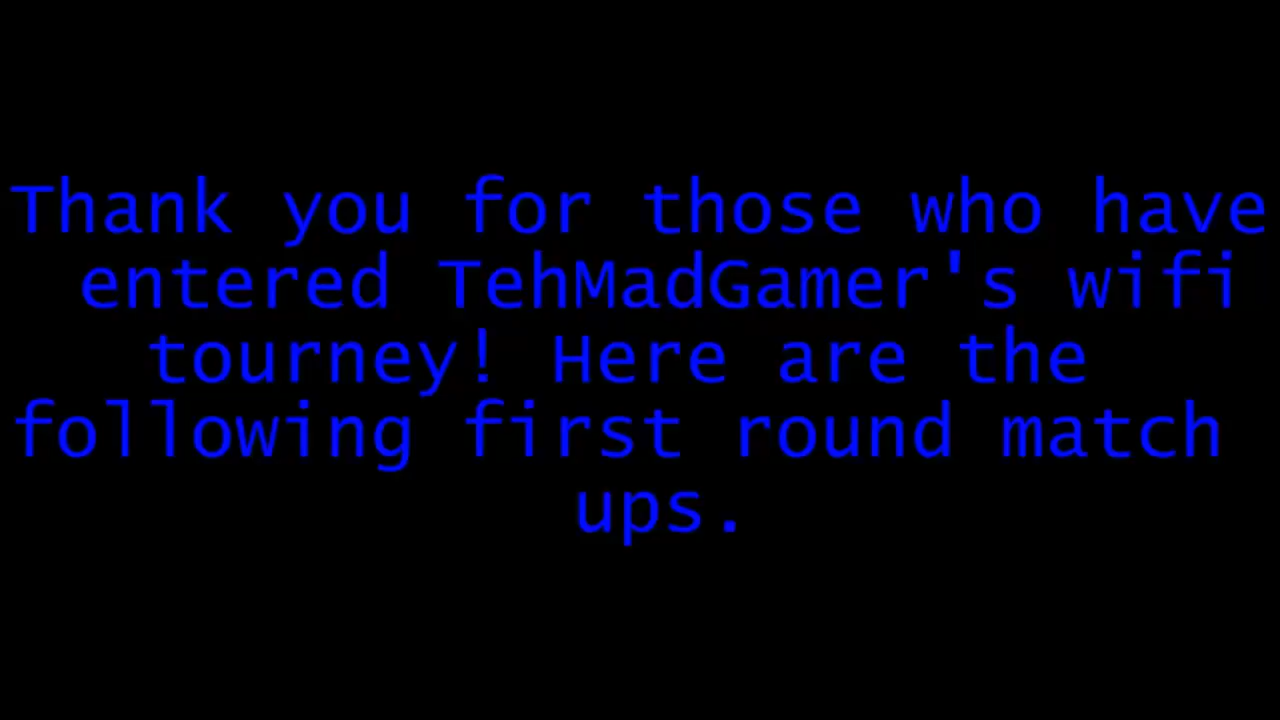 Thank you for those who have
entered TehMadGamer's wifi
tourney! Here are the
following first round match
ups.